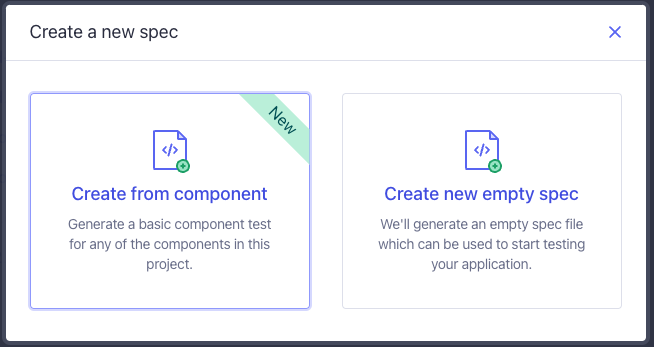 Create a new spec
New
</>
Create from component
Generate a basic component test
for any of the components in this
project.
</>
Create new empty spec
We'll generate an empty spec file
which can be used to start testing
your application.